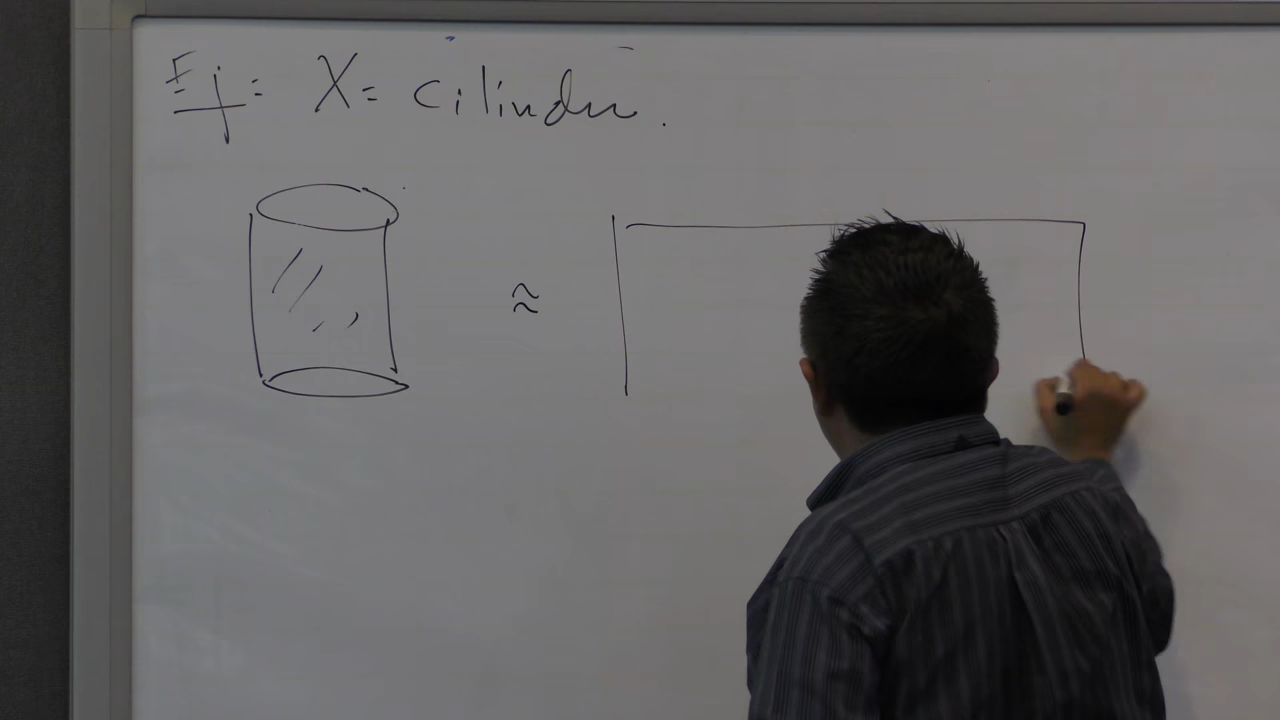 Ej= X= cilindro.
≈